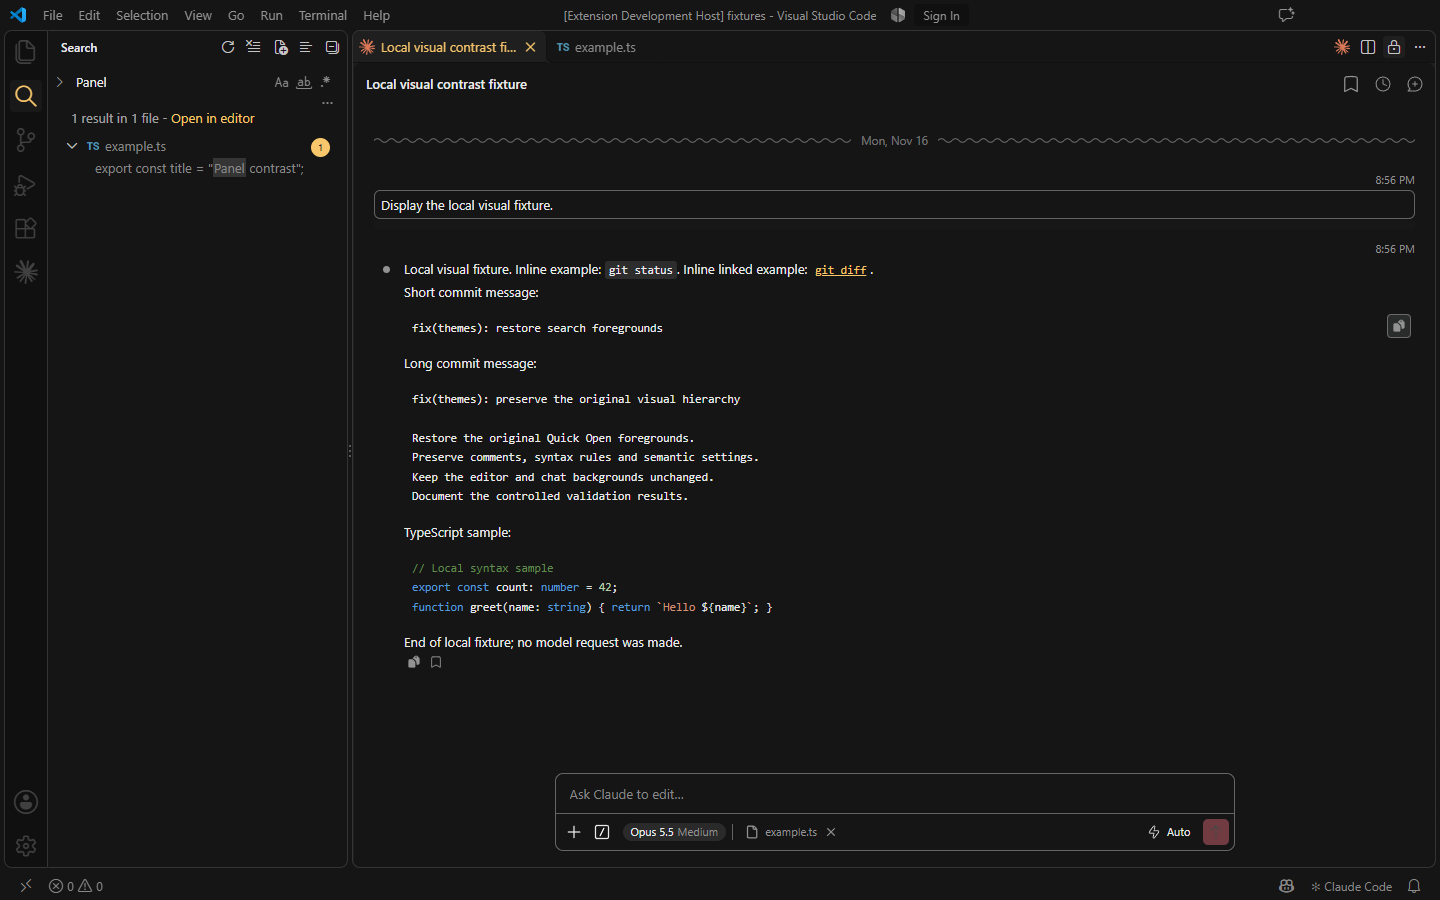 File Edit Selection View Go Run Terminal Help
[Extension Development Host] fixtures - Visual Studio Code
Sign In
Search
Panel
Aa ab .*
1 result in 1 file - Open in editor
TS example.ts 1
export const title = "Panel contrast";
Local visual contrast fi...
TS example.ts
Local visual contrast fixture
Mon, Nov 16
8:56 PM
Display the local visual fixture.
8:56 PM
Local visual fixture. Inline example: git status. Inline linked example: git diff.
Short commit message:
fix(themes): restore search foregrounds
Long commit message:
fix(themes): preserve the original visual hierarchy
Restore the original Quick Open foregrounds.
Preserve comments, syntax rules and semantic settings.
Keep the editor and chat backgrounds unchanged.
Document the controlled validation results.
TypeScript sample:
// Local syntax sample
export const count: number = 42;
function greet(name: string) { return `Hello ${name}`; }
End of local fixture; no model request was made.
Ask Claude to edit...
Opus 5.5 Medium
example.ts
Auto
0 0
Claude Code